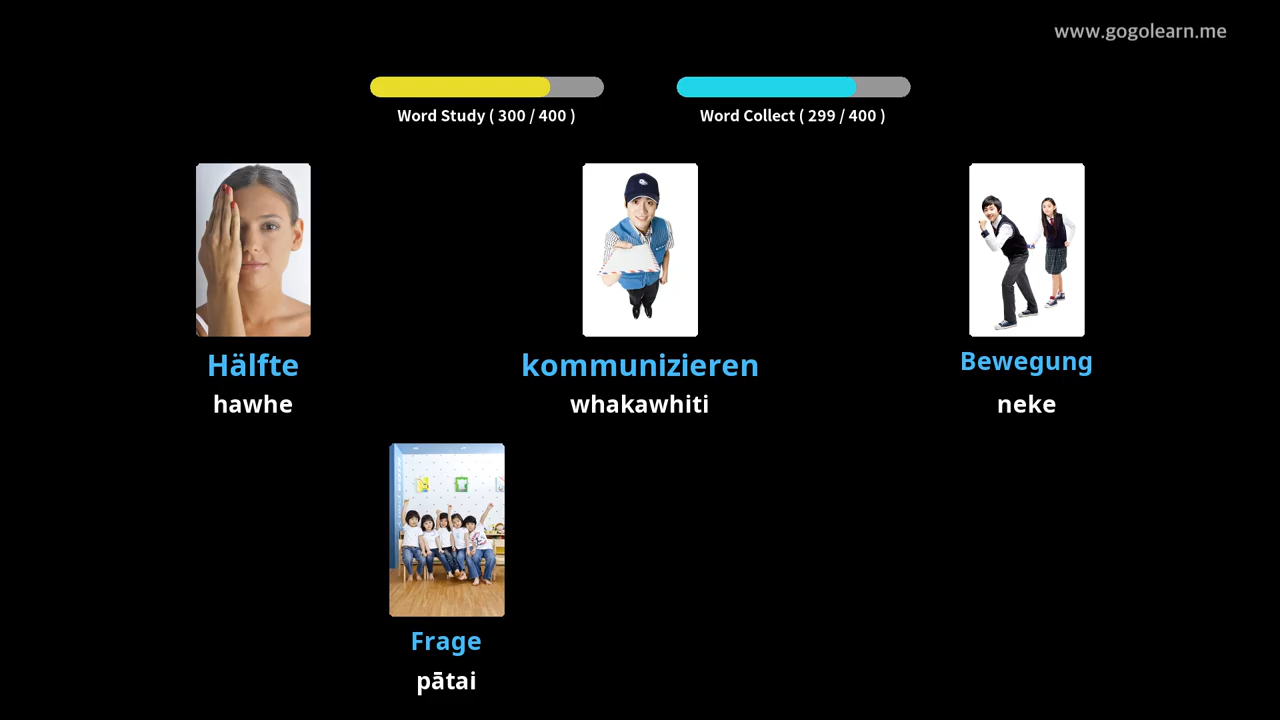 www.gogolearn.me
Word Study ( 300 / 400 )
Word Collect ( 299 / 400 )
Hälfte
hawhe
kommunizieren
whakawhiti
Bewegung
neke
Frage
pātai